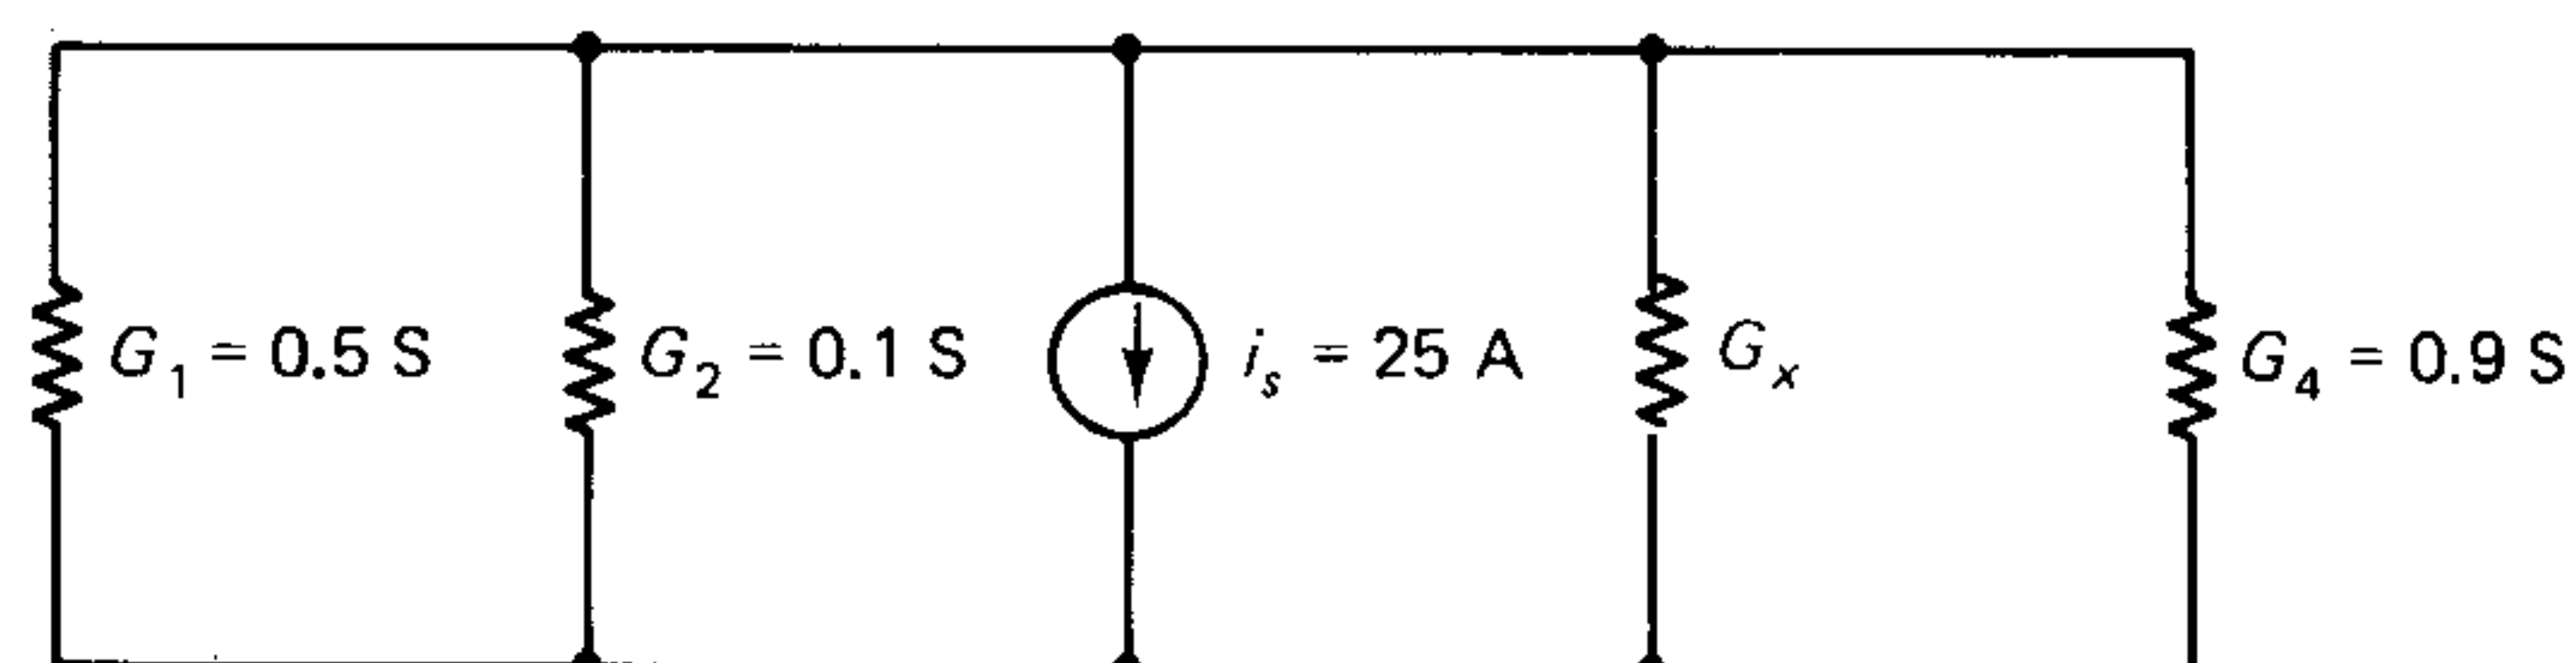 G₁ = 0.5 S
G₂ = 0.1 S
iₛ = 25 A
Gₓ
G₄ = 0.9 S